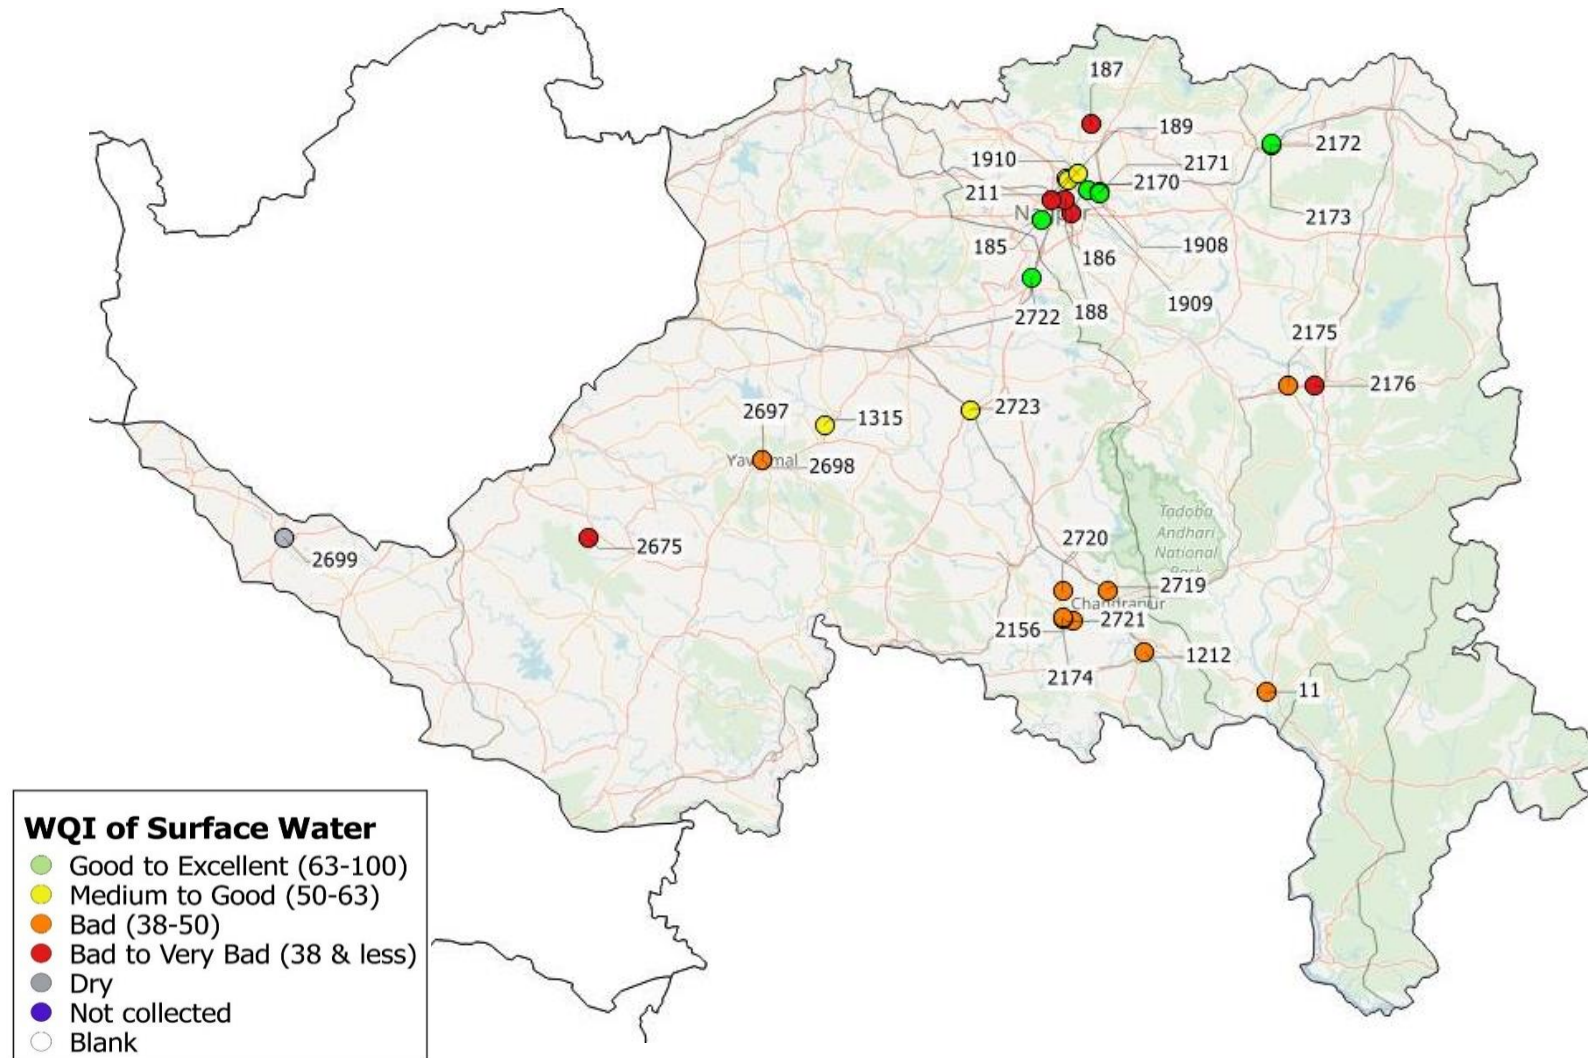 187
189
1910
2171
2172
211
2170
2173
185
186
1908
1909
2722
188
2175
2176
2697
1315
2723
2698
2699
2675
Tadoba
Andhari
National
2720
2719
Chandrapur
2156
2721
1212
2174
11
WQI of Surface Water
Good to Excellent (63-100)
Medium to Good (50-63)
Bad (38-50)
Bad to Very Bad (38 & less)
Dry
Not collected
Blank